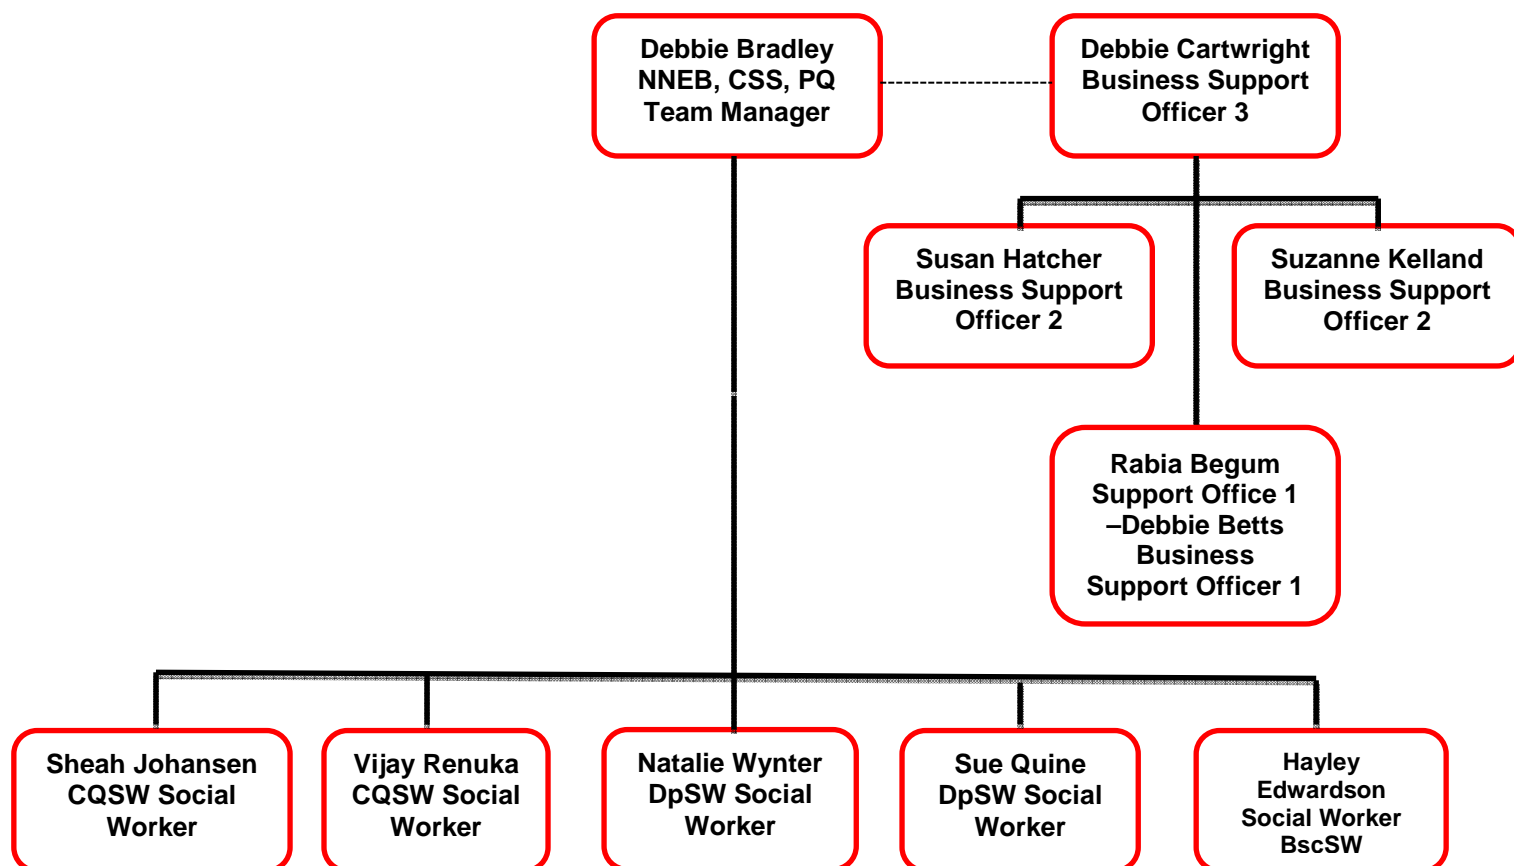 Debbie Bradley
NNEB, CSS, PQ
Team Manager
Debbie Cartwright
Business Support
Officer 3
Susan Hatcher
Business Support
Officer 2
Suzanne Kelland
Business Support
Officer 2
Rabia Begum
Support Office 1
–Debbie Betts
Business
Support Officer 1
Sheah Johansen
CQSW Social
Worker
Vijay Renuka
CQSW Social
Worker
Natalie Wynter
DpSW Social
Worker
Sue Quine
DpSW Social
Worker
Hayley
Edwardson
Social Worker
BscSW